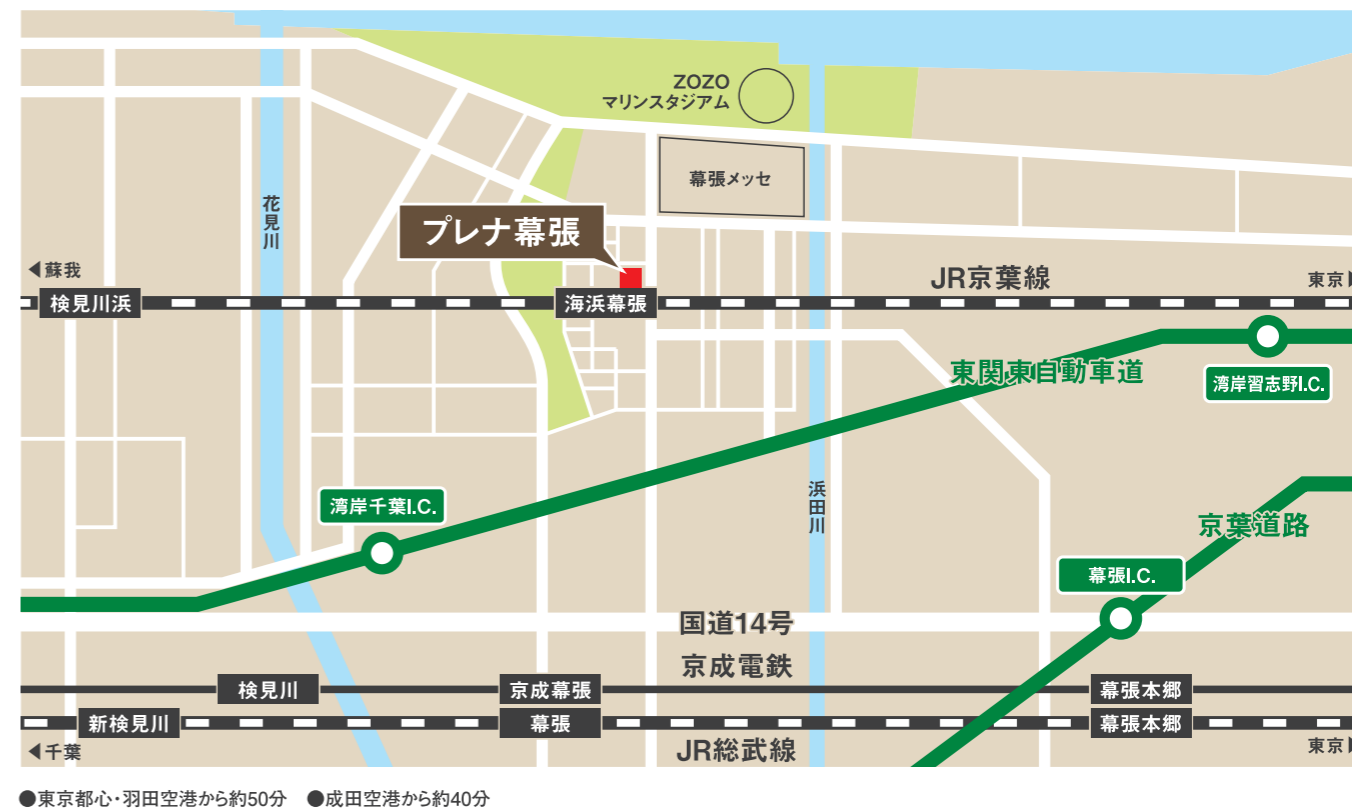 ZOZO
マリンスタジアム
幕張メッセ
花見川
プレナ幕張
◀蘇我
JR京葉線
東京▶
検見川浜
海浜幕張
東関東自動車道
湾岸習志野I.C.
湾岸千葉I.C.
浜田川
京葉道路
幕張I.C.
国道14号
京成電鉄
検見川
京成幕張
幕張本郷
新検見川
幕張
幕張本郷
◀千葉
JR総武線
東京▶
●東京都心・羽田空港から約50分 ●成田空港から約40分